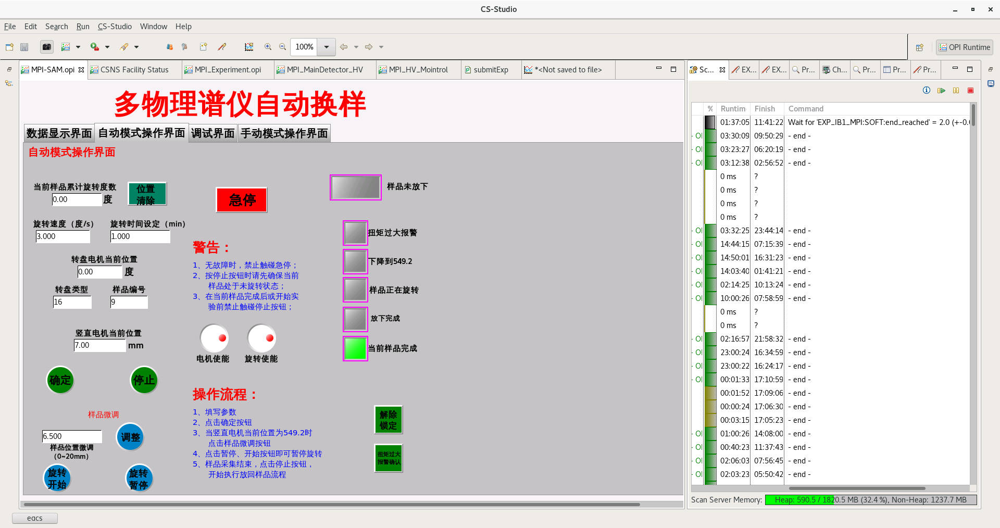 CS-Studio
File Edit Search Run CS-Studio Window Help
100%
OPI Runtime
MPI-SAM.opi
CSNS Facility Status
MPI_Experiment.opi
MPI_MainDetector_HV
MPI_HV_Mointrol
submitExp
*<Not saved to file>
Sc...
EX...
EX...
Pr...
Ch...
Pr...
Pr...
Pr...
多物理谱仪自动换样
数据显示界面 自动模式操作界面 调试界面 手动模式操作界面
自动模式操作界面
当前样品累计旋转度数
0.00 度
位置
清除
急停
样品未放下
旋转速度（度/s） 旋转时间设定（min）
3.000 1.000
扭矩过大报警
警告：
1、无故障时，禁止触碰急停；
2、按停止按钮时请先确保当前
样品处于未旋转状态；
3、在当前样品完成后或开始实
验前禁止触碰停止按钮；
转盘电机当前位置
0.00 度
下降到549.2
转盘类型 样品编号
16 9
样品正在旋转
放下完成
竖直电机当前位置
7.00 mm
电机使能 旋转使能
当前样品完成
确定 停止
操作流程：
1、填写参数
2、点击确定按钮
3、当竖直电机当前位置为549.2时
点击样品微调按钮
4、点击暂停、开始按钮即可暂停旋转
5、样品采集结束，点击停止按钮，
开始执行放回样品流程
样品微调
6.500
调整
样品位置微调
（0~20mm）
旋转
开始
旋转
暂停
解除
锁定
扭矩过大
报警确认
% Runtim Finish Command
01:37:05 11:41:22 Wait for 'EXP_IB1_MPI:SOFT:end_reached' = 2.0 (+-0.
03:30:09 09:50:29 - end -
03:23:27 06:20:19 - end -
03:12:38 02:56:52 - end -
0 ms ?
0 ms ?
0 ms ?
0 ms ?
03:32:25 23:44:14 - end -
14:44:15 07:15:39 - end -
14:50:01 16:31:23 - end -
14:03:40 01:41:21 - end -
02:14:25 10:13:24 - end -
10:00:26 07:58:59 - end -
0 ms ?
0 ms ?
02:16:57 21:58:32 - end -
23:00:24 16:34:59 - end -
23:00:22 16:24:17 - end -
00:01:33 17:10:59 - end -
00:01:52 17:09:06 - end -
00:00:24 17:06:30 - end -
00:03:15 17:05:23 - end -
01:00:26 14:08:00 - end -
00:40:23 11:37:43 - end -
02:06:03 07:56:45 - end -
02:03:23 05:50:42 - end -
Scan Server Memory: Heap: 590.5 / 1820.5 MB (32.4 %), Non-Heap: 1237.7 MB
eacs